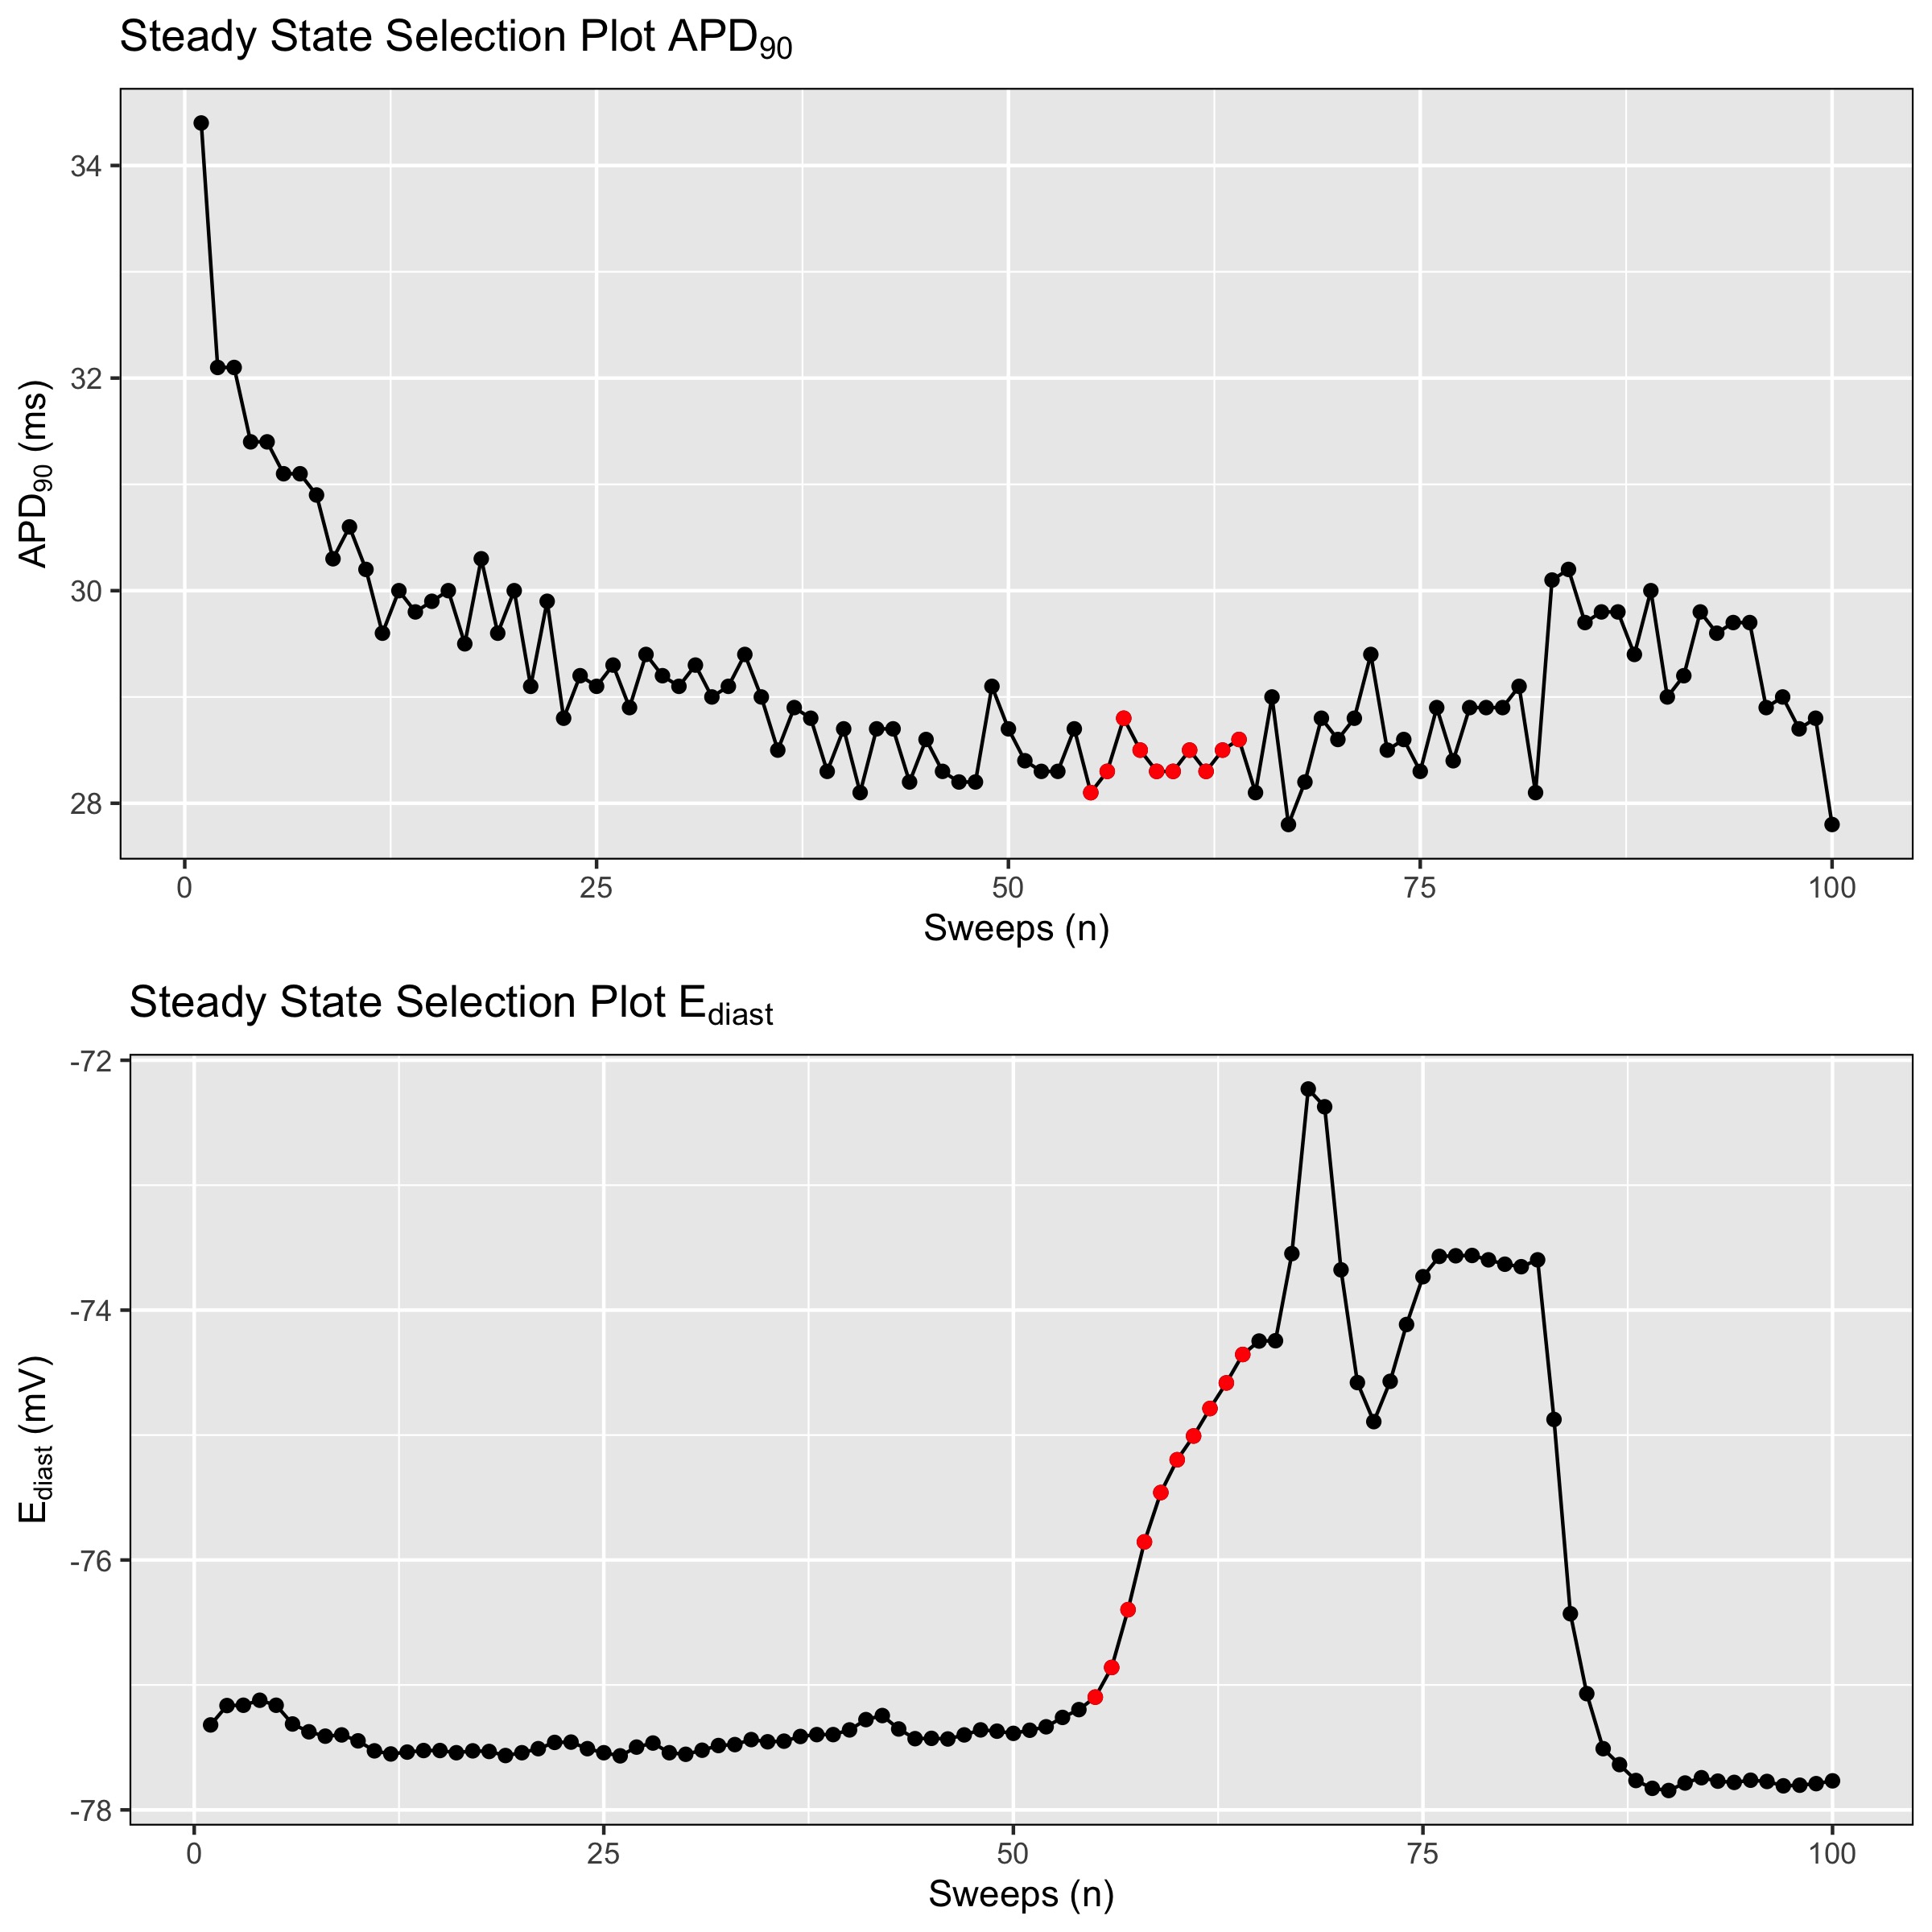 Steady State Selection Plot APD90
34
32
30
28
APD90 (ms)
0 25 50 75 100
Sweeps (n)
Steady State Selection Plot Ediast
-72
-74
-76
-78
Ediast (mV)
0 25 50 75 100
Sweeps (n)